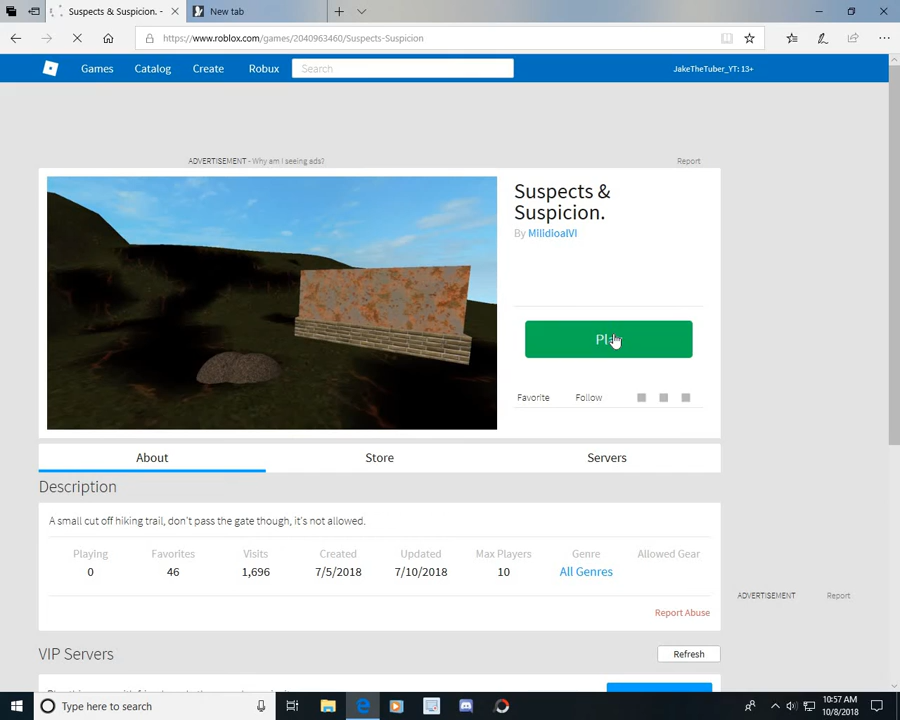 Suspects & Suspicion. -
New tab
https://www.roblox.com/games/2040963460/Suspects-Suspicion
Games
Catalog
Create
Robux
Search
JakeTheTuber_YT: 13+
ADVERTISEMENT - Why am I seeing ads?
Report
Suspects &
Suspicion.
By MilidioalVI
Favorite
Follow
About
Store
Servers
Description
A small cut off hiking trail, don't pass the gate though, it's not allowed.
Playing Favorites Visits Created Updated Max Players Genre Allowed Gear
0 46 1,696 7/5/2018 7/10/2018 10 All Genres
ADVERTISEMENT
Report
Report Abuse
VIP Servers
Refresh
Type here to search
10:57 AM
10/8/2018